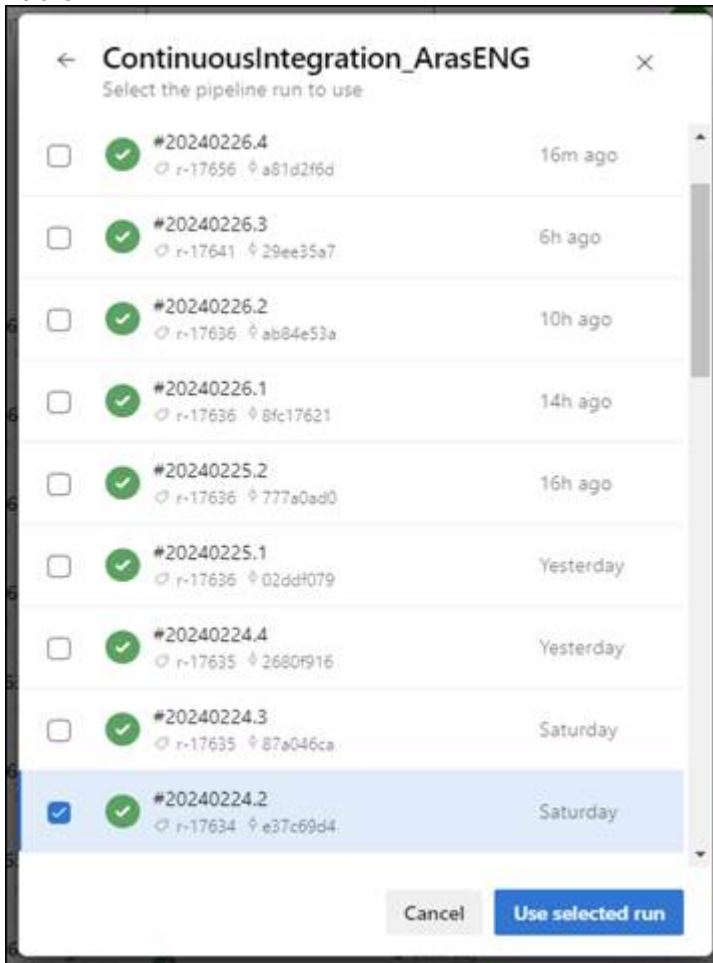 ContinuousIntegration_ArasENG
Select the pipeline run to use
#20240226.4
r-17656 a81d2f6d
16m ago
#20240226.3
r-17641 29ee35a7
6h ago
#20240226.2
r-17636 ab84e53a
10h ago
#20240226.1
r-17636 8fc17621
14h ago
#20240225.2
r-17636 777a0ad0
16h ago
#20240225.1
r-17636 02ddf079
Yesterday
#20240224.4
r-17635 2680f916
Yesterday
#20240224.3
r-17635 87a046ca
Saturday
#20240224.2
r-17634 e37c69d4
Saturday
Cancel
Use selected run